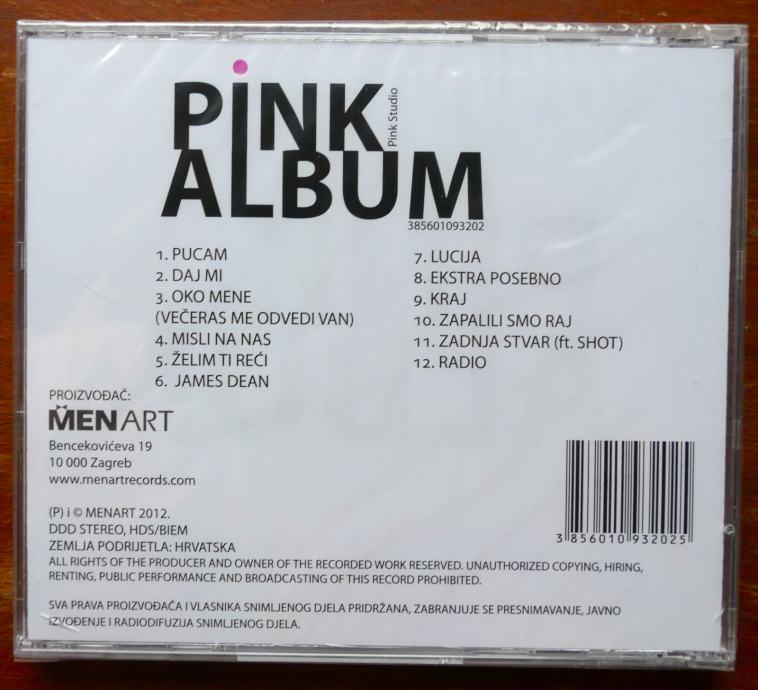 PINK
Pink Studio
ALBUM
385601093202
1. PUCAM
2. DAJ MI
3. OKO MENE
(VEČERAS ME ODVEDI VAN)
4. MISLI NA NAS
5. ŽELIM TI REĆI
6. JAMES DEAN
7. LUCIJA
8. EKSTRA POSEBNO
9. KRAJ
10. ZAPALILI SMO RAJ
11. ZADNJA STVAR (ft. SHOT)
12. RADIO
PROIZVOĐAČ:
MENART
Bencekovićeva 19
10 000 Zagreb
www.menartrecords.com
(P) i © MENART 2012.
DDD STEREO, HDS/BIEM
ZEMLJA PODRIJETLA: HRVATSKA
ALL RIGHTS OF THE PRODUCER AND OWNER OF THE RECORDED WORK RESERVED. UNAUTHORIZED COPYING, HIRING,
RENTING, PUBLIC PERFORMANCE AND BROADCASTING OF THIS RECORD PROHIBITED.
SVA PRAVA PROIZVOĐAČA I VLASNIKA SNIMLJENOG DJELA PRIDRŽANA, ZABRANJUJE SE PRESNIMAVANJE, JAVNO
IZVOĐENJE I RADIODIFUZIJA SNIMLJENOG DJELA.
3 856010 932025